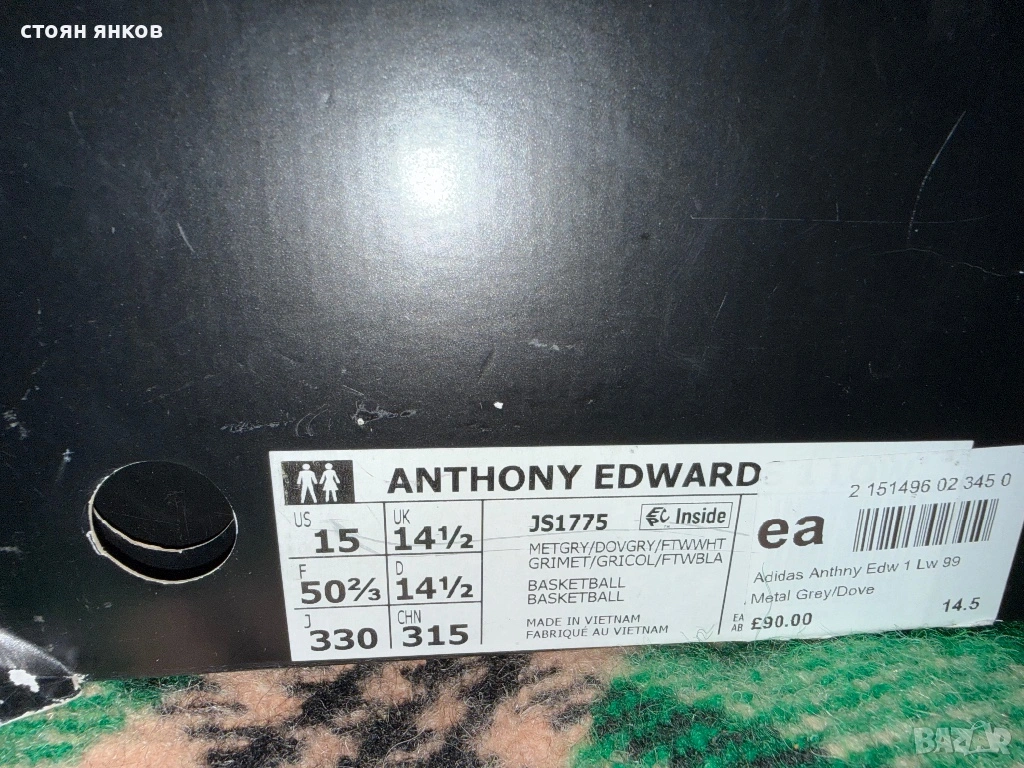 СТОЯН ЯНКОВ
ANTHONY EDWARD
US 15
UK 14½
F 50⅔
D 14½
J 330
CHN 315
JS1775
Inside
METGRY/DOVGRY/FTWWHT
GRIMET/GRICOL/FTWBLA
BASKETBALL
BASKETBALL
MADE IN VIETNAM
FABRIQUÉ AU VIETNAM
2 151496 02 345 0
ea
Adidas Anthny Edw 1 Lw 99
Metal Grey/Dove
EA
AB £90.00
14.5
BAZAR